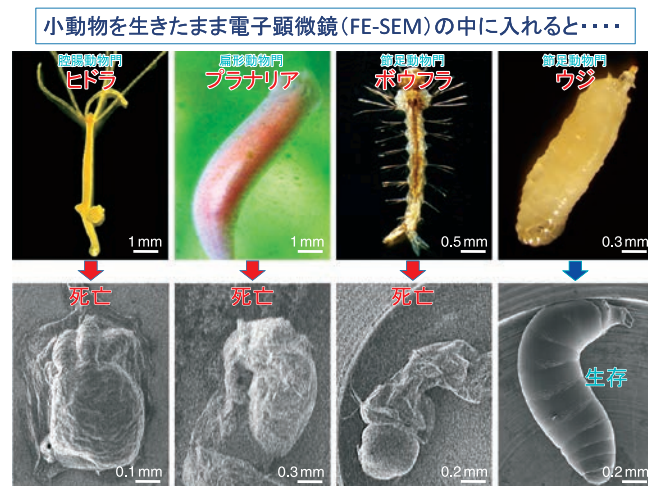 小動物を生きたまま電子顕微鏡（FE-SEM）の中に入れると・・・・
腔腸動物門
ヒドラ
1 mm
扁形動物門
プラナリア
1 mm
節足動物門
ボウフラ
0.5 mm
節足動物門
ウジ
0.3 mm
死亡
0.1 mm
死亡
0.3 mm
死亡
0.2 mm
生存
0.2 mm